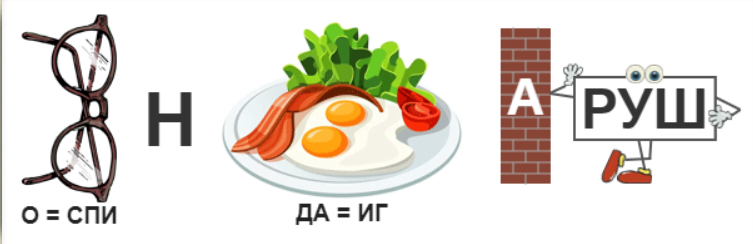 Н
А РУШ
О = СПИ
ДА = ИГ